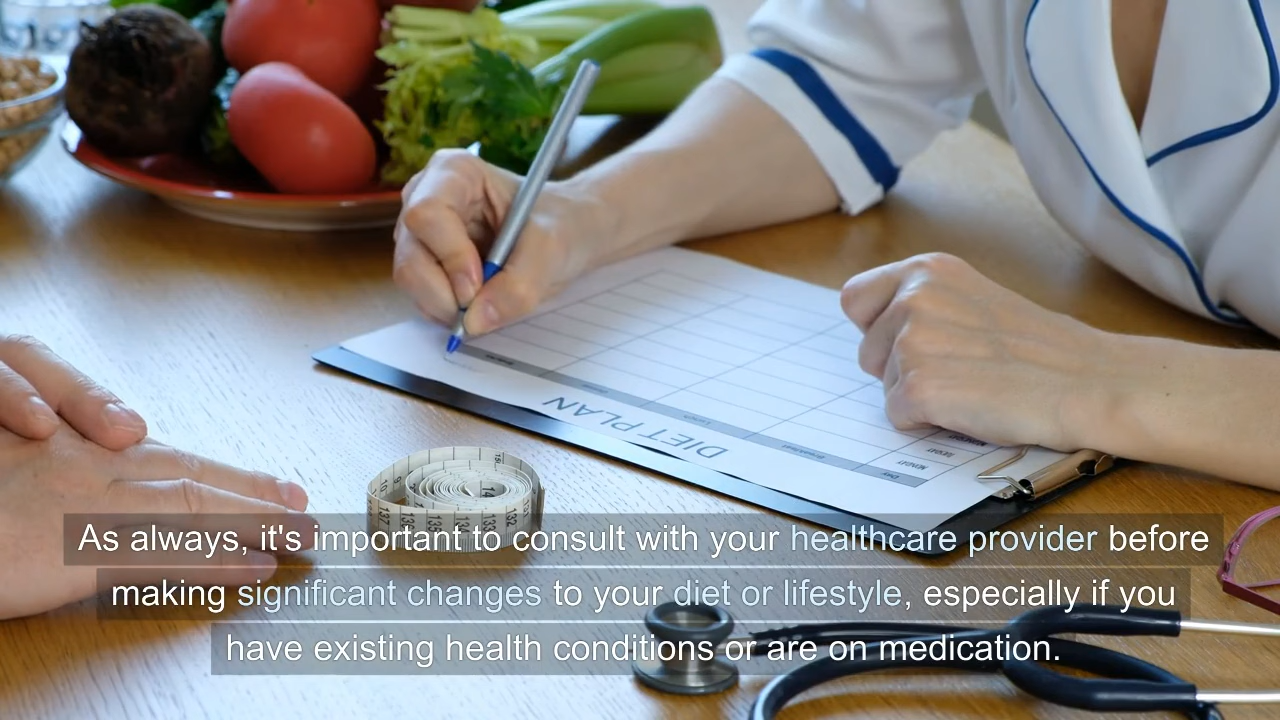 DIET PLAN
As always, it's important to consult with your healthcare provider before
making significant changes to your diet or lifestyle, especially if you
have existing health conditions or are on medication.